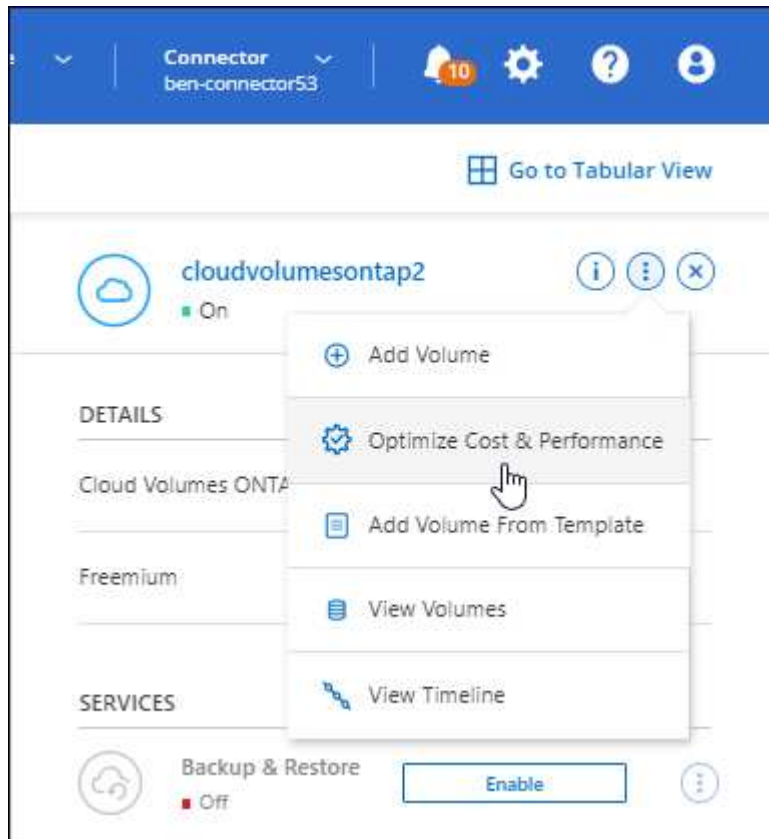 Connector
ben-connector53
10
Go to Tabular View
cloudvolumesontap2
On
Add Volume
DETAILS
Optimize Cost & Performance
Cloud Volumes ONTA
Add Volume From Template
Freemium
View Volumes
View Timeline
SERVICES
Backup & Restore
Off
Enable